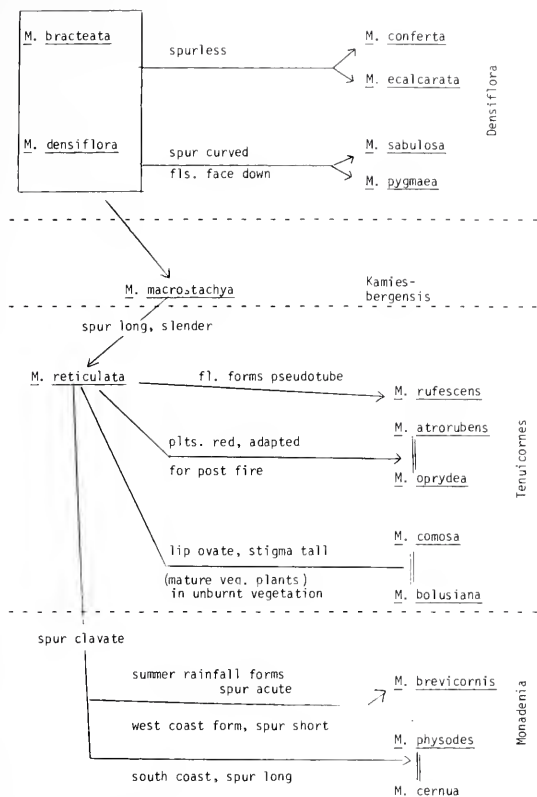 M. bracteata
spurless
M. conferta
M. ecalcarata
Densiflora
M. densiflora
spur curved
fls. face down
M. sabulosa
M. pygmaea
M. macrostachya
Kamies-
bergensis
spur long, slender
M. reticulata
fl. forms pseudotube
M. rufescens
plts. red, adapted
for post fire
M. atrorubens
M. oprydea
Tenuicornes
lip ovate, stigma tall
(mature veg. plants)
in unburnt vegetation
M. comosa
M. bolusiana
spur clavate
summer rainfall forms
spur acute
M. brevicornis
Monadenia
west coast form, spur short
M. physodes
south coast, spur long
M. cernua